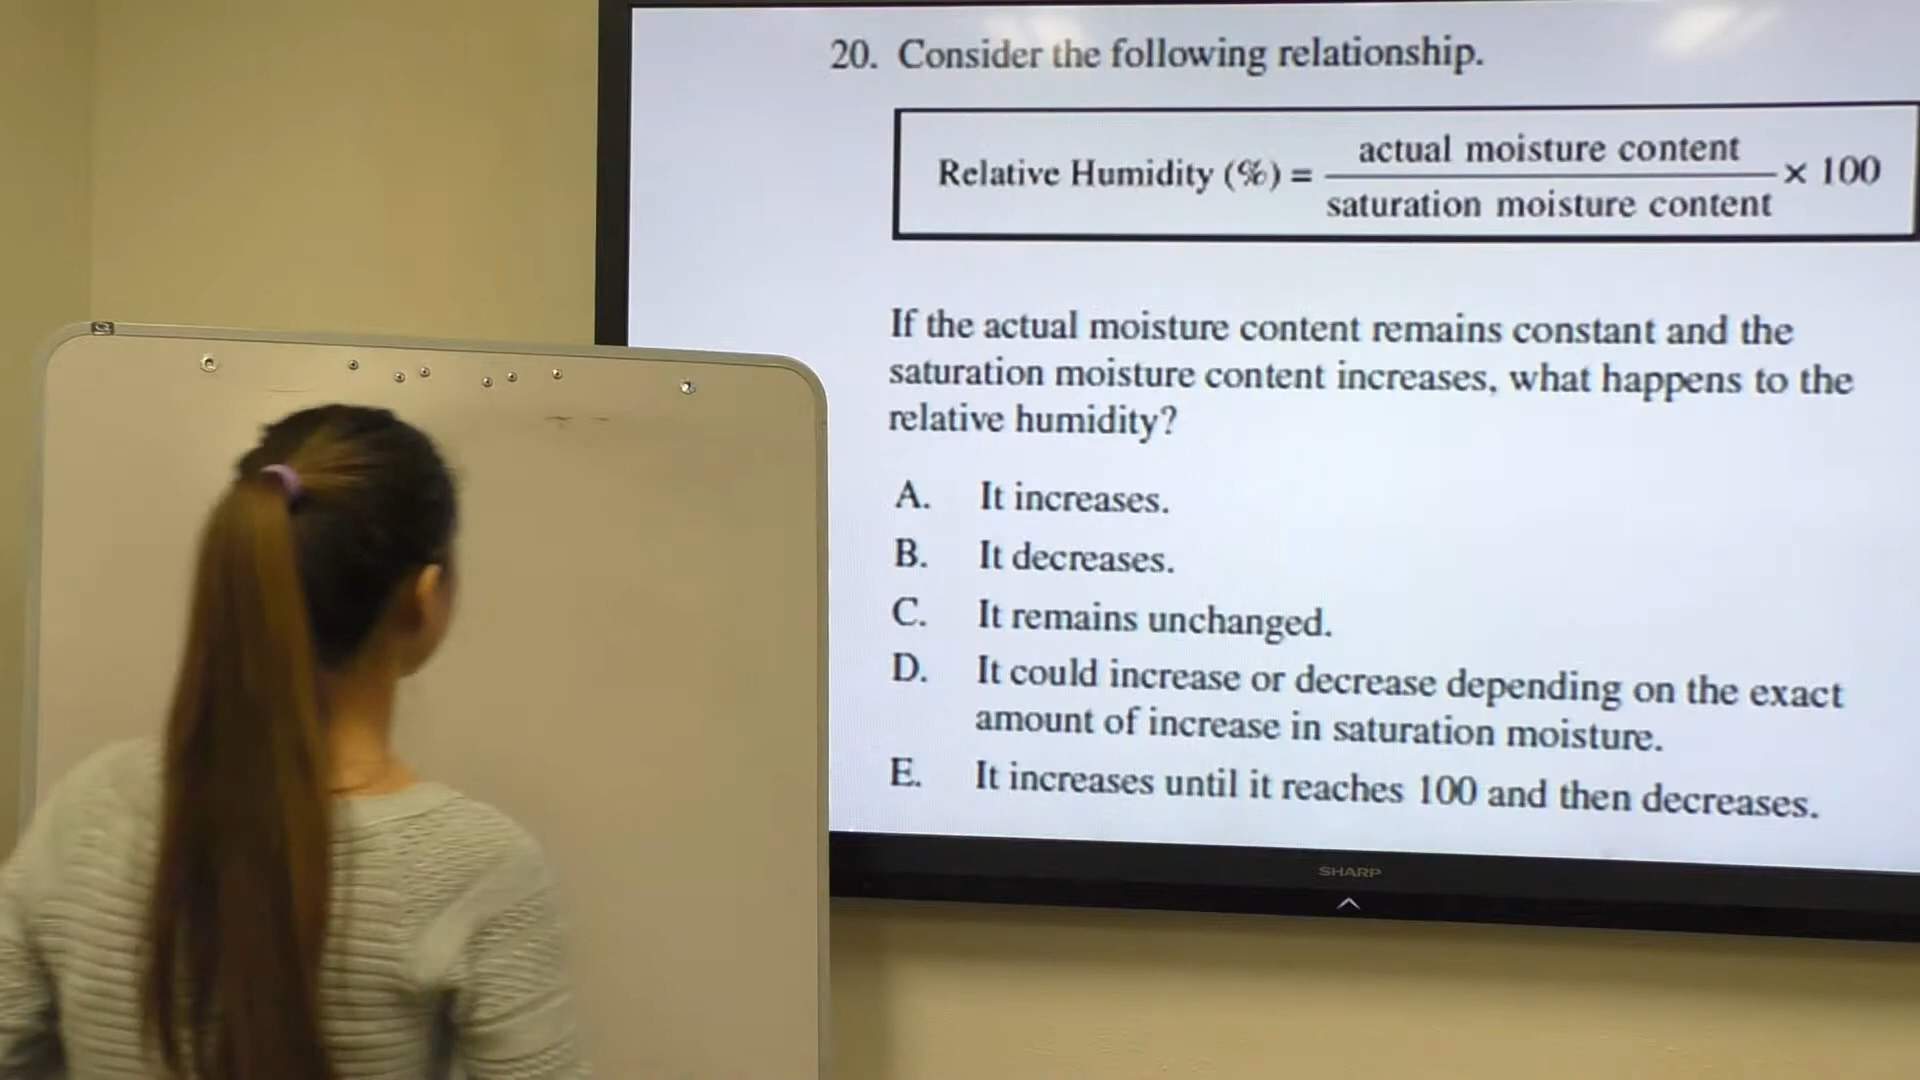 20. Consider the following relationship.
Relative Humidity (%) = actual moisture content / saturation moisture content × 100
If the actual moisture content remains constant and the
saturation moisture content increases, what happens to the
relative humidity?
A. It increases.
B. It decreases.
C. It remains unchanged.
D. It could increase or decrease depending on the exact
amount of increase in saturation moisture.
E. It increases until it reaches 100 and then decreases.
SHARP